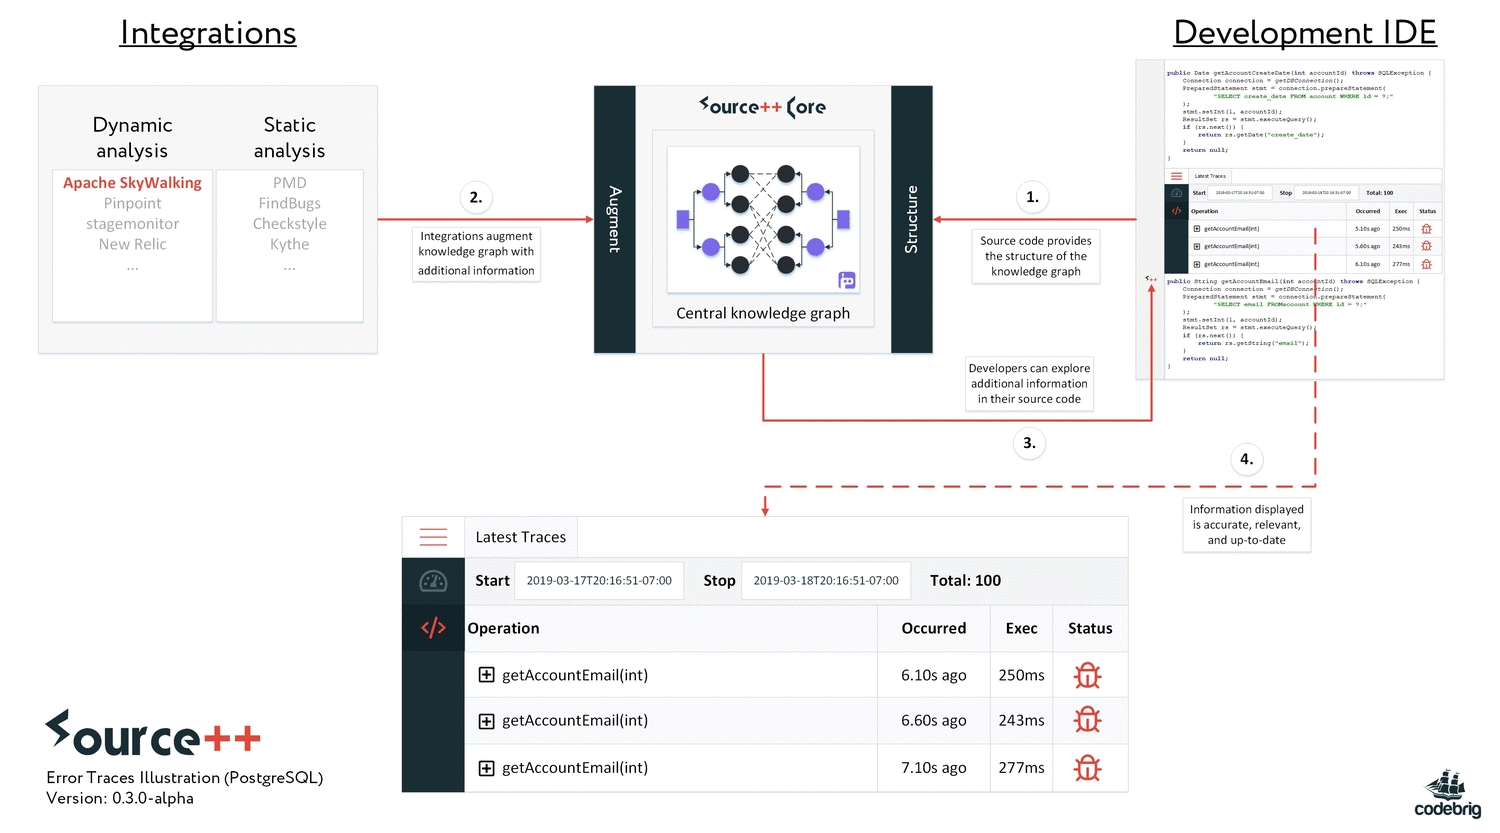 Integrations
Dynamic
analysis
Static
analysis
Apache SkyWalking
Pinpoint
stagemonitor
New Relic
...
PMD
FindBugs
Checkstyle
Kythe
...
2.
Integrations augment
knowledge graph with
additional information
Source++ Core
Augment
Structure
Central knowledge graph
1.
Source code provides
the structure of the
knowledge graph
Development IDE
public Date getAccountCreateDate(int accountId) throws SQLException {
Connection connection = getDBConnection();
PreparedStatement stmt = connection.prepareStatement(
"SELECT create_date FROM account WHERE id = ?;"
);
stmt.setInt(1, accountId);
ResultSet rs = stmt.executeQuery();
if (rs.next()) {
return rs.getDate("create_date");
}
return null;
}
Latest Traces
Start 2019-03-17T20:16:51-07:00 Stop 2019-03-18T20:16:51-07:00 Total: 100
Operation Occurred Exec Status
getAccountEmail(int) 5.10s ago 250ms
getAccountEmail(int) 5.60s ago 243ms
getAccountEmail(int) 6.10s ago 277ms
public String getAccountEmail(int accountId) throws SQLException {
Connection connection = getDBConnection();
PreparedStatement stmt = connection.prepareStatement(
"SELECT email FROMaccount WHERE id = ?;"
);
stmt.setInt(1, accountId);
ResultSet rs = stmt.executeQuery();
if (rs.next()) {
return rs.getString("email");
}
return null;
}
Developers can explore
additional information
in their source code
3.
4.
Information displayed
is accurate, relevant,
and up-to-date
Latest Traces
Start 2019-03-17T20:16:51-07:00 Stop 2019-03-18T20:16:51-07:00 Total: 100
Operation Occurred Exec Status
getAccountEmail(int) 6.10s ago 250ms
getAccountEmail(int) 6.60s ago 243ms
getAccountEmail(int) 7.10s ago 277ms
Source++
Error Traces Illustration (PostgreSQL)
Version: 0.3.0-alpha
codebrig